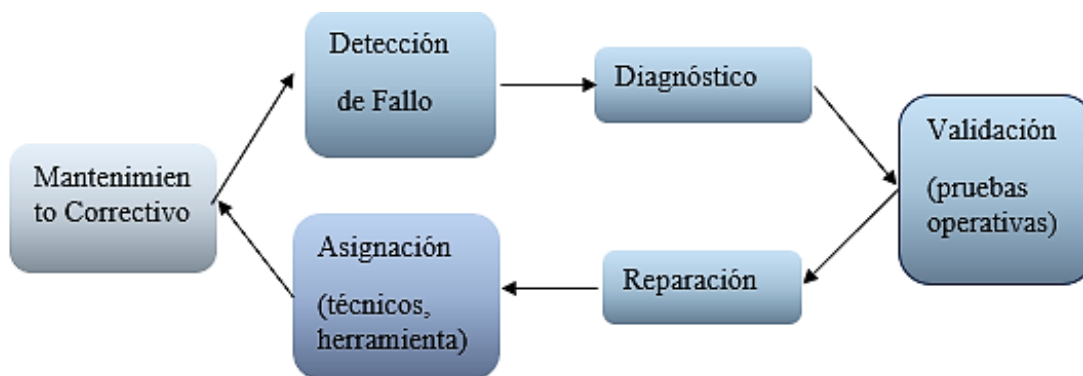 Mantenimien
to Correctivo
Detección
de Fallo
Diagnóstico
Validación
(pruebas
operativas)
Reparación
Asignación
(técnicos,
herramienta)